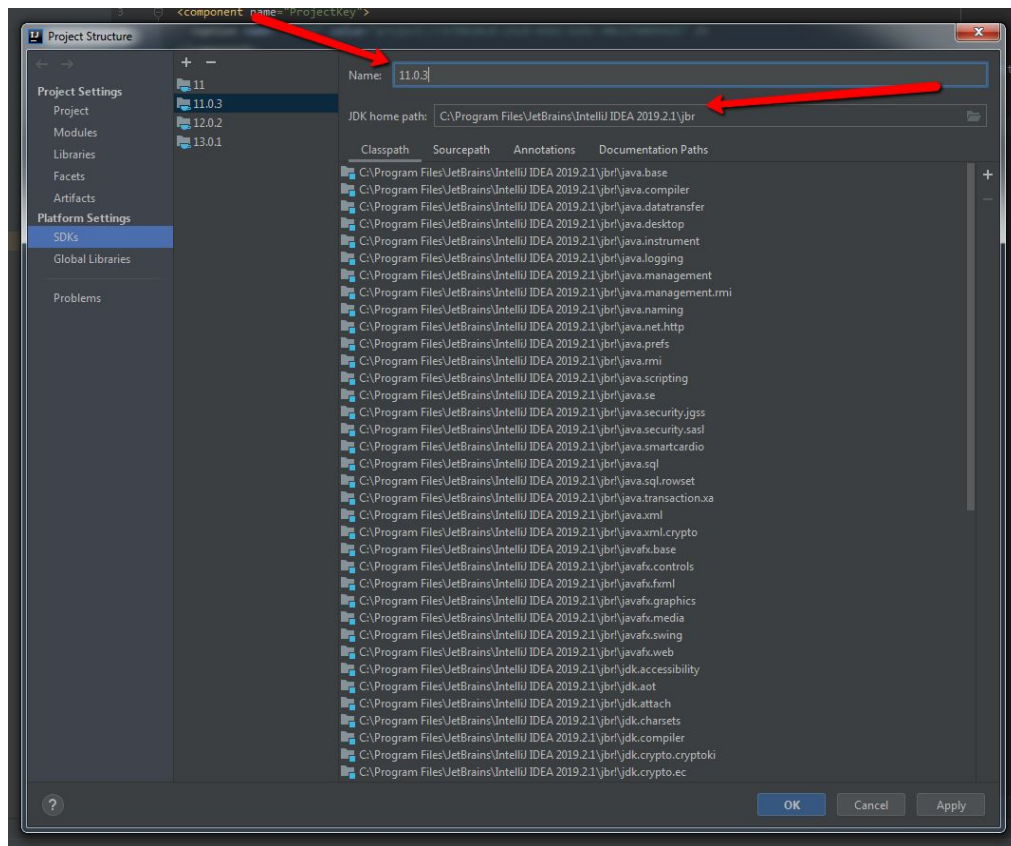 3 <component name="ProjectKey">
Project Structure
Project Settings
Project
Modules
Libraries
Facets
Artifacts
Platform Settings
SDKs
Global Libraries
Problems
+ −
11
11.0.3
12.0.2
13.0.1
Name: 11.0.3
JDK home path: C:\Program Files\JetBrains\IntelliJ IDEA 2019.2.1\jbr
Classpath Sourcepath Annotations Documentation Paths
C:\Program Files\JetBrains\IntelliJ IDEA 2019.2.1\jbr!\java.base
C:\Program Files\JetBrains\IntelliJ IDEA 2019.2.1\jbr!\java.compiler
C:\Program Files\JetBrains\IntelliJ IDEA 2019.2.1\jbr!\java.datatransfer
C:\Program Files\JetBrains\IntelliJ IDEA 2019.2.1\jbr!\java.desktop
C:\Program Files\JetBrains\IntelliJ IDEA 2019.2.1\jbr!\java.instrument
C:\Program Files\JetBrains\IntelliJ IDEA 2019.2.1\jbr!\java.logging
C:\Program Files\JetBrains\IntelliJ IDEA 2019.2.1\jbr!\java.management
C:\Program Files\JetBrains\IntelliJ IDEA 2019.2.1\jbr!\java.management.rmi
C:\Program Files\JetBrains\IntelliJ IDEA 2019.2.1\jbr!\java.naming
C:\Program Files\JetBrains\IntelliJ IDEA 2019.2.1\jbr!\java.net.http
C:\Program Files\JetBrains\IntelliJ IDEA 2019.2.1\jbr!\java.prefs
C:\Program Files\JetBrains\IntelliJ IDEA 2019.2.1\jbr!\java.rmi
C:\Program Files\JetBrains\IntelliJ IDEA 2019.2.1\jbr!\java.scripting
C:\Program Files\JetBrains\IntelliJ IDEA 2019.2.1\jbr!\java.se
C:\Program Files\JetBrains\IntelliJ IDEA 2019.2.1\jbr!\java.security.jgss
C:\Program Files\JetBrains\IntelliJ IDEA 2019.2.1\jbr!\java.security.sasl
C:\Program Files\JetBrains\IntelliJ IDEA 2019.2.1\jbr!\java.smartcardio
C:\Program Files\JetBrains\IntelliJ IDEA 2019.2.1\jbr!\java.sql
C:\Program Files\JetBrains\IntelliJ IDEA 2019.2.1\jbr!\java.sql.rowset
C:\Program Files\JetBrains\IntelliJ IDEA 2019.2.1\jbr!\java.transaction.xa
C:\Program Files\JetBrains\IntelliJ IDEA 2019.2.1\jbr!\java.xml
C:\Program Files\JetBrains\IntelliJ IDEA 2019.2.1\jbr!\java.xml.crypto
C:\Program Files\JetBrains\IntelliJ IDEA 2019.2.1\jbr!\javafx.base
C:\Program Files\JetBrains\IntelliJ IDEA 2019.2.1\jbr!\javafx.controls
C:\Program Files\JetBrains\IntelliJ IDEA 2019.2.1\jbr!\javafx.fxml
C:\Program Files\JetBrains\IntelliJ IDEA 2019.2.1\jbr!\javafx.graphics
C:\Program Files\JetBrains\IntelliJ IDEA 2019.2.1\jbr!\javafx.media
C:\Program Files\JetBrains\IntelliJ IDEA 2019.2.1\jbr!\javafx.swing
C:\Program Files\JetBrains\IntelliJ IDEA 2019.2.1\jbr!\javafx.web
C:\Program Files\JetBrains\IntelliJ IDEA 2019.2.1\jbr!\jdk.accessibility
C:\Program Files\JetBrains\IntelliJ IDEA 2019.2.1\jbr!\jdk.aot
C:\Program Files\JetBrains\IntelliJ IDEA 2019.2.1\jbr!\jdk.attach
C:\Program Files\JetBrains\IntelliJ IDEA 2019.2.1\jbr!\jdk.charsets
C:\Program Files\JetBrains\IntelliJ IDEA 2019.2.1\jbr!\jdk.compiler
C:\Program Files\JetBrains\IntelliJ IDEA 2019.2.1\jbr!\jdk.crypto.cryptoki
C:\Program Files\JetBrains\IntelliJ IDEA 2019.2.1\jbr!\jdk.crypto.ec
? OK Cancel Apply